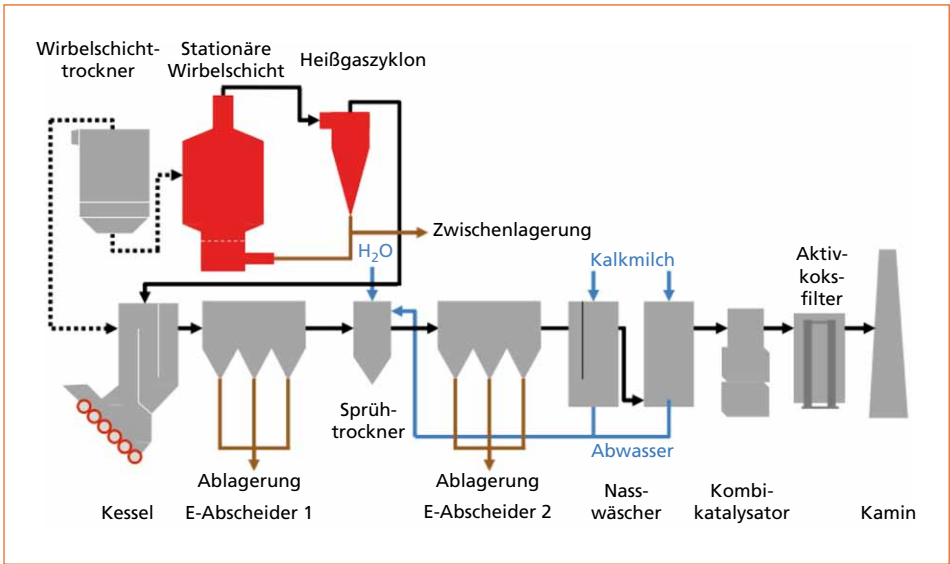 Wirbelschicht-
trockner
Stationäre
Wirbelschicht
Heißgaszyklon
Zwischenlagerung
H₂O
Kalkmilch
Aktiv-
koks-
filter
Sprüh-
trockner
Abwasser
Ablagerung
Ablagerung
Kessel
E-Abscheider 1
E-Abscheider 2
Nass-
wäscher
Kombi-
katalysator
Kamin